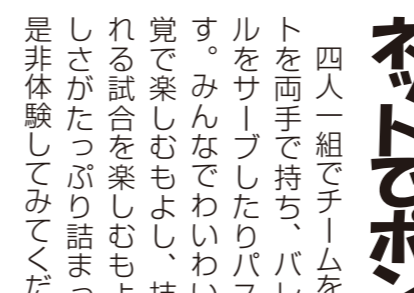 ネットでポン
四人一組でチームを
トを両手で持ち、バレ
ルをサーブしたりパス
す。みんなでわいわい
覚で楽しむもよし、技
れる試合を楽しむもよ
しさがたっぷり詰まっ
是非体験してみてくだ